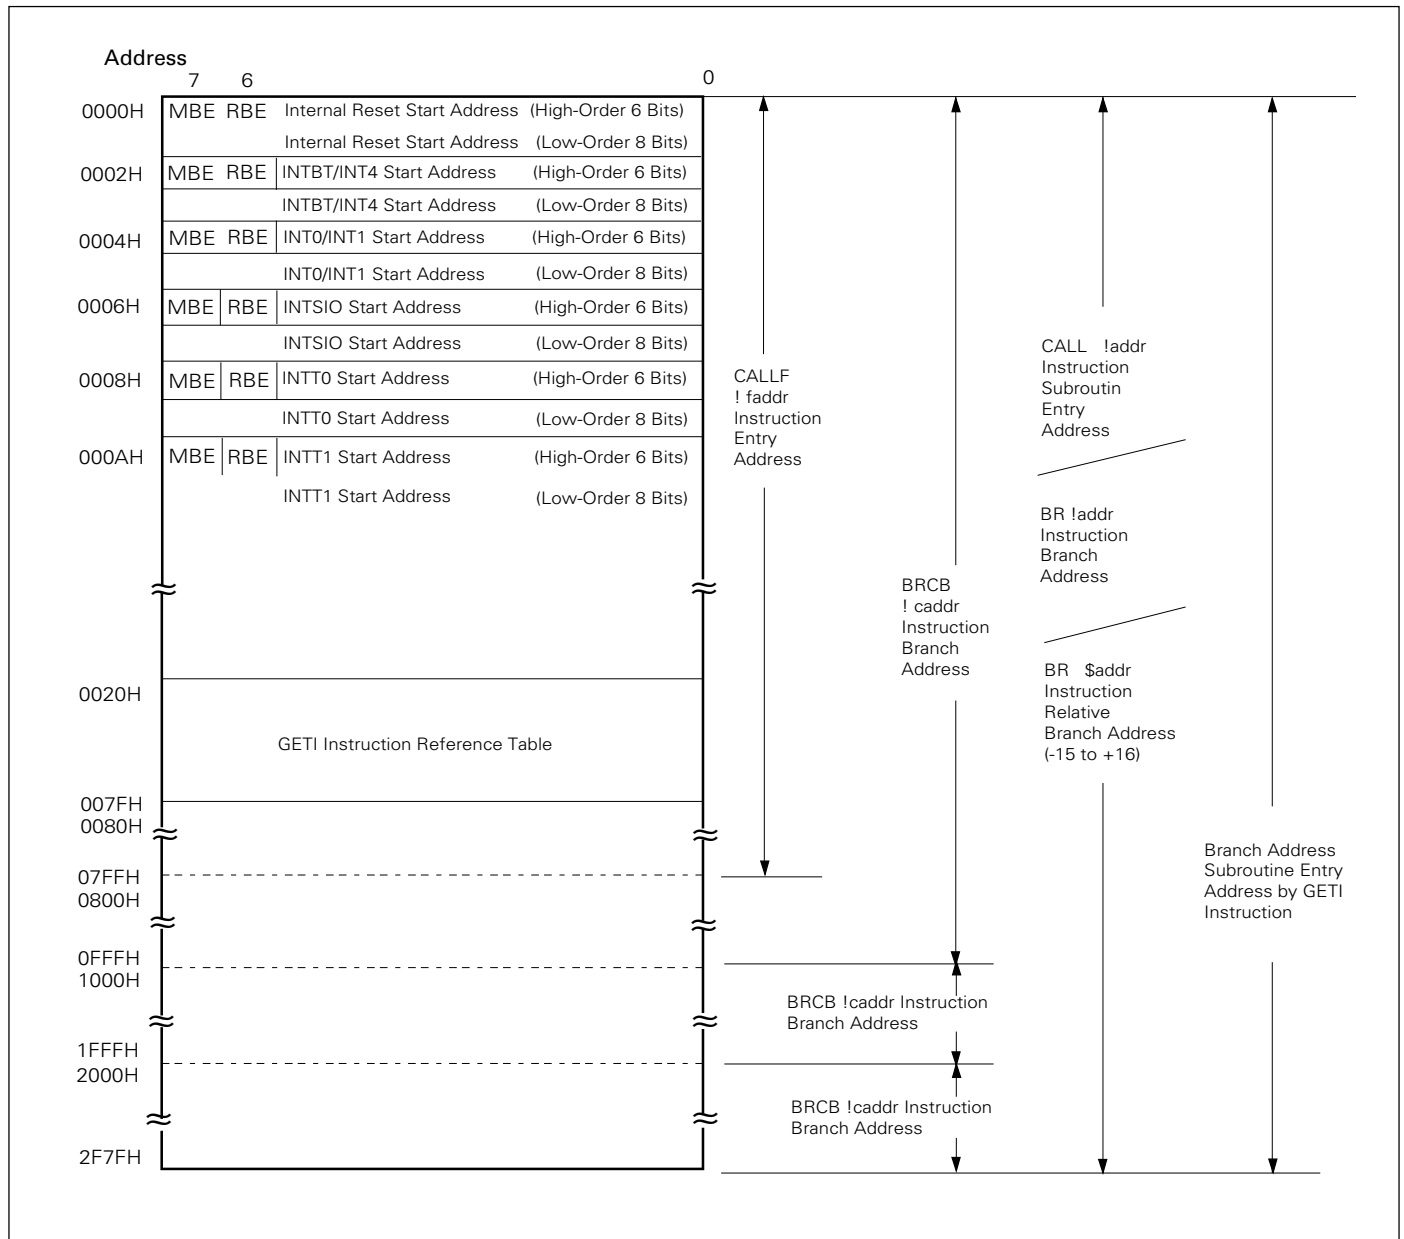 Address
7 6 0
0000H MBE RBE Internal Reset Start Address (High-Order 6 Bits)
Internal Reset Start Address (Low-Order 8 Bits)
0002H MBE RBE INTBT/INT4 Start Address (High-Order 6 Bits)
INTBT/INT4 Start Address (Low-Order 8 Bits)
0004H MBE RBE INT0/INT1 Start Address (High-Order 6 Bits)
INT0/INT1 Start Address (Low-Order 8 Bits)
0006H MBE RBE INTSIO Start Address (High-Order 6 Bits)
INTSIO Start Address (Low-Order 8 Bits)
0008H MBE RBE INTT0 Start Address (High-Order 6 Bits)
INTT0 Start Address (Low-Order 8 Bits)
000AH MBE RBE INTT1 Start Address (High-Order 6 Bits)
INTT1 Start Address (Low-Order 8 Bits)
0020H
GETI Instruction Reference Table
007FH
0080H
07FFH
0800H
0FFFH
1000H
1FFFH
2000H
2F7FH
CALLF
! faddr
Instruction
Entry
Address
BRCB
! caddr
Instruction
Branch
Address
BRCB !caddr Instruction
Branch Address
BRCB !caddr Instruction
Branch Address
CALL !addr
Instruction
Subroutin
Entry
Address
BR !addr
Instruction
Branch
Address
BR $addr
Instruction
Relative
Branch Address
(-15 to +16)
Branch Address
Subroutine Entry
Address by GETI
Instruction